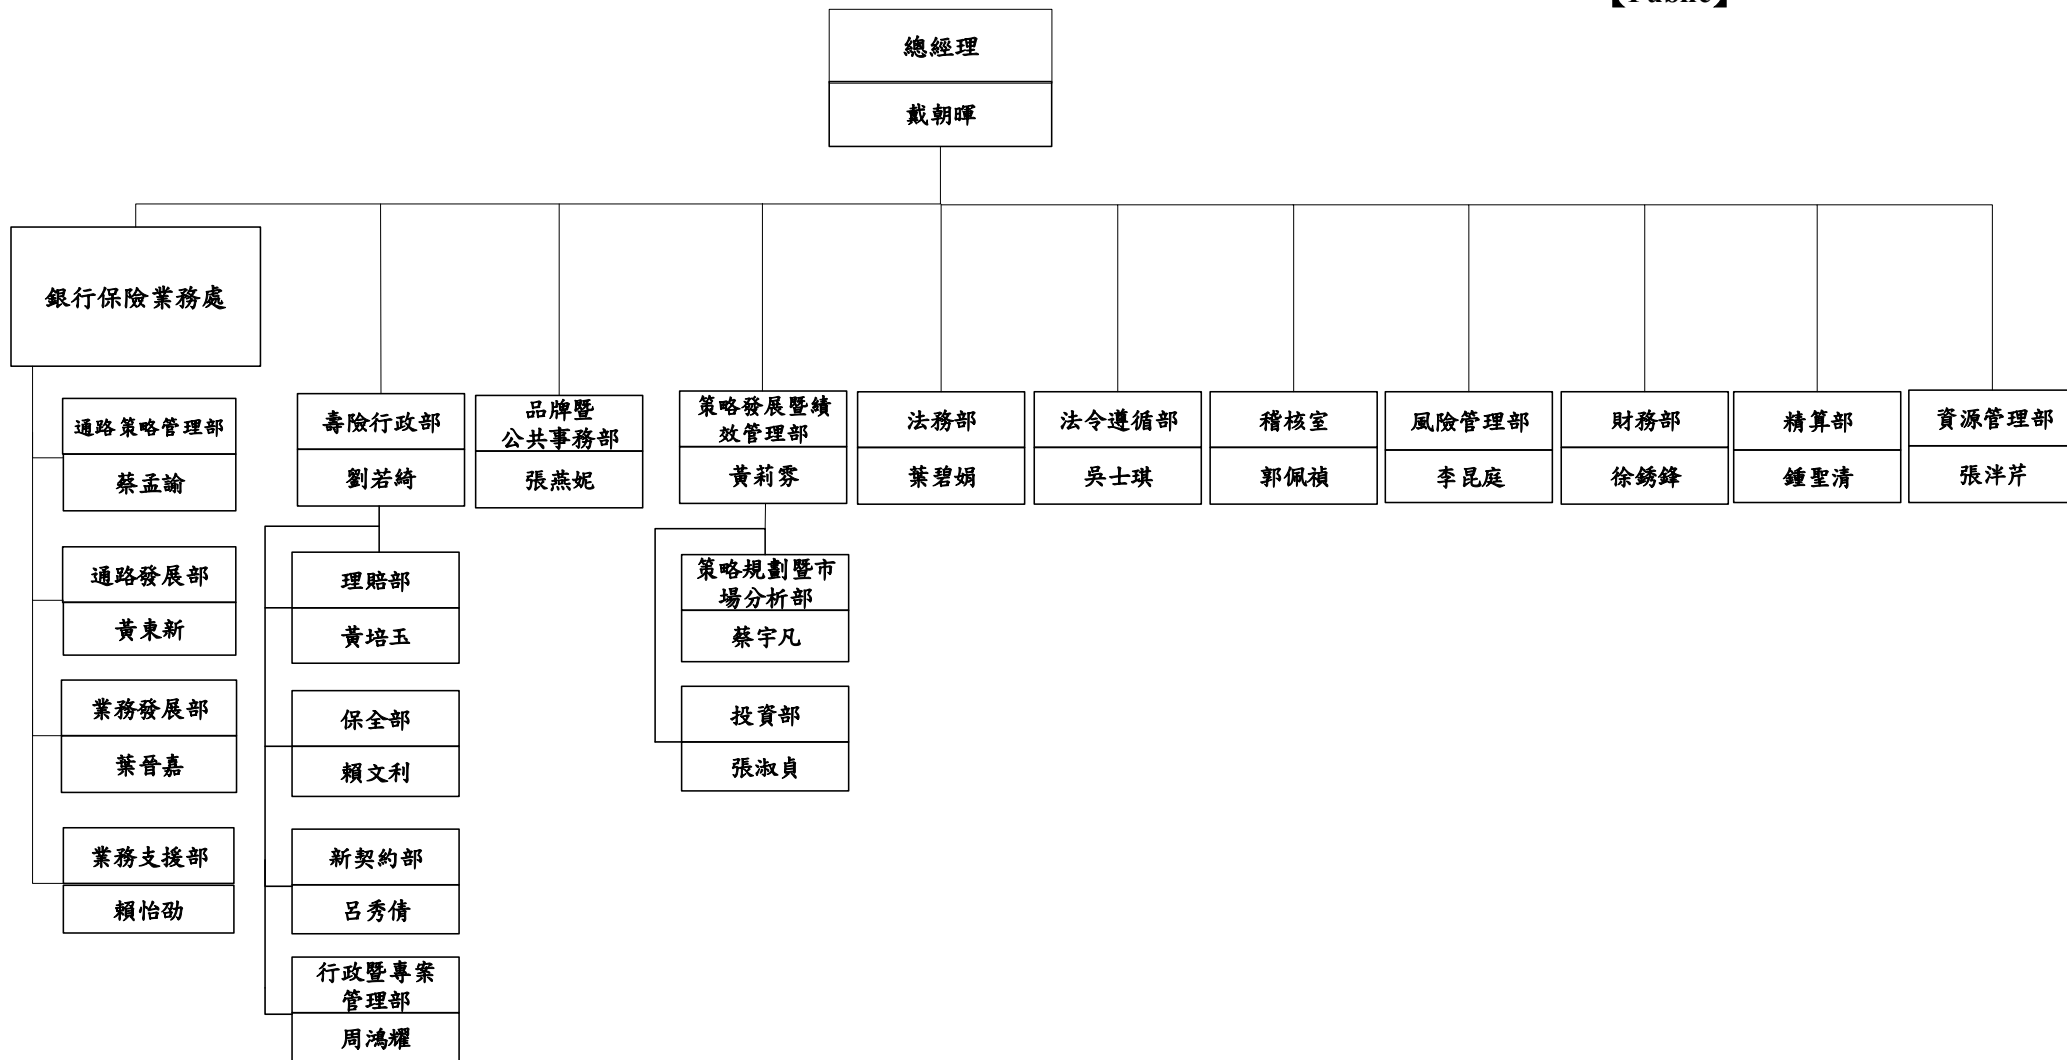 【Public】
總經理
戴朝暉
銀行保險業務處
通路策略管理部
蔡孟諭
通路發展部
黃東新
業務發展部
葉晉嘉
業務支援部
賴怡劭
壽險行政部
劉若綺
理賠部
黃培玉
保全部
賴文利
新契約部
呂秀倩
行政暨專案
管理部
周鴻耀
品牌暨
公共事務部
張燕妮
策略發展暨績
效管理部
黃莉雰
策略規劃暨市
場分析部
蔡宇凡
投資部
張淑貞
法務部
葉碧娟
法令遵循部
吳士琪
稽核室
郭佩禎
風險管理部
李昆庭
財務部
徐銹鋒
精算部
鍾聖清
資源管理部
張泮芹